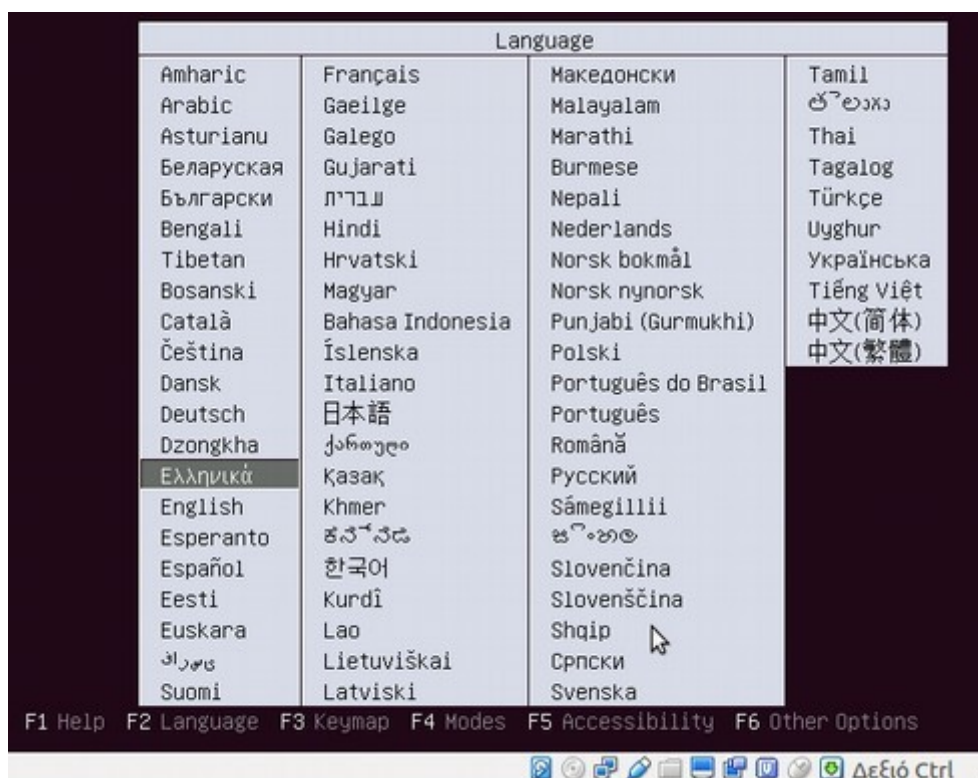 Language
Amharic
Arabic
Asturianu
Беларуская
Български
Bengali
Tibetan
Bosanski
Català
Čeština
Dansk
Deutsch
Dzongkha
Ελληνικά
English
Esperanto
Español
Eesti
Euskara
ﻰﺳﺭﺎﻓ
Suomi
Français
Gaeilge
Galego
Gujarati
עברית
Hindi
Hrvatski
Magyar
Bahasa Indonesia
Íslenska
Italiano
日本語
ქართული
Қазақ
Khmer
한국어
Kurdî
Lao
Lietuviškai
Latviski
Македонски
Malayalam
Marathi
Burmese
Nepali
Nederlands
Norsk bokmål
Norsk nynorsk
Punjabi (Gurmukhi)
Polski
Português do Brasil
Português
Română
Русский
Sámegillii
Slovenčina
Slovenščina
Shqip
Српски
Svenska
Tamil
Thai
Tagalog
Türkçe
Uyghur
Українська
Tiếng Việt
中文(简体)
中文(繁體)
F1 Help F2 Language F3 Keymap F4 Modes F5 Accessibility F6 Other Options
Δεξιό Ctrl